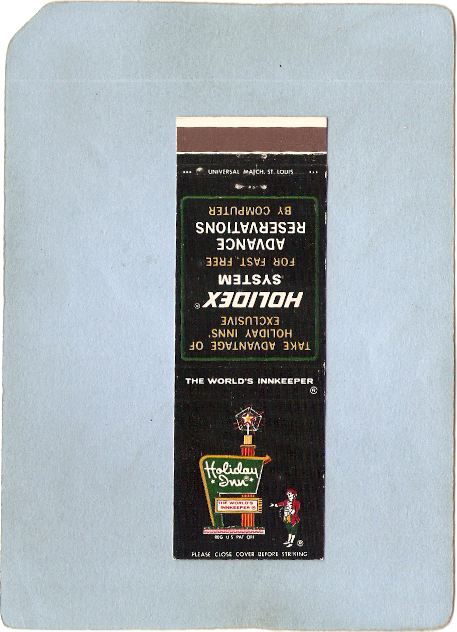 UNIVERSAL MATCH, ST. LOUIS
TAKE ADVANTAGE OF
HOLIDAY INNS'
EXCLUSIVE
HOLIDEX®
SYSTEM
FOR FAST, FREE
ADVANCE
RESERVATIONS
BY COMPUTER
THE WORLD'S INNKEEPER
®
Holiday
Inn®
THE WORLD'S
INNKEEPER ®
®
REG U.S. PAT. OFF.
PLEASE CLOSE COVER BEFORE STRIKING